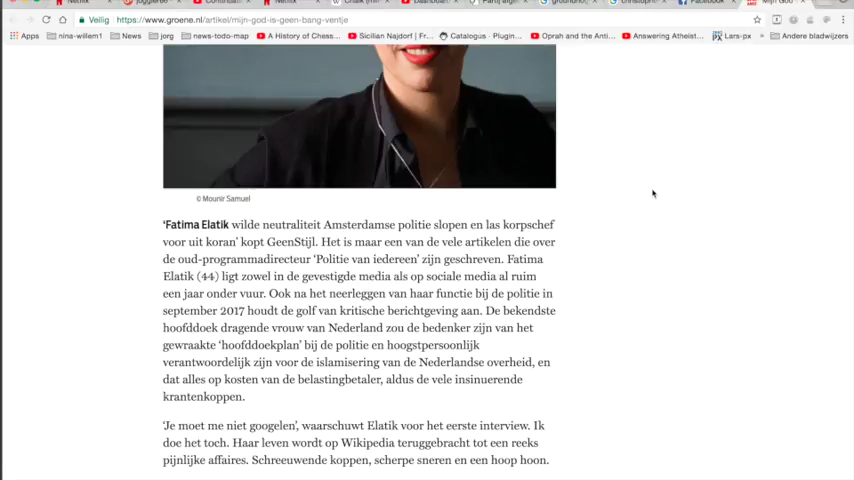 Netflix
Dashboard
Netflix
Facebook
Mijn God
Veilig https://www.groene.nl/artikel/mijn-god-is-geen-bang-ventje
Apps nina-willem1 News jorg news-todo-map A History of Chess... Sicilian Najdorf | F... Catalogus - Plugin... Oprah and the Anti... Answering Atheist... Lars-px » Andere bladwijzers
© Mounir Samuel
‘Fatima Elatik wilde neutraliteit Amsterdamse politie slopen en las korpschef
voor uit koran’ kopt GeenStijl. Het is maar een van de vele artikelen die over
de oud-programmadirecteur ‘Politie van iedereen’ zijn geschreven. Fatima
Elatik (44) ligt zowel in de gevestigde media als op sociale media al ruim
een jaar onder vuur. Ook na het neerleggen van haar functie bij de politie in
september 2017 houdt de golf van kritische berichtgeving aan. De bekendste
hoofddoek dragende vrouw van Nederland zou de bedenker zijn van het
gewraakte ‘hoofddoekplan’ bij de politie en hoogstpersoonlijk
verantwoordelijk zijn voor de islamisering van de Nederlandse overheid, en
dat alles op kosten van de belastingbetaler, aldus de vele insinuerende
krantenkoppen.
‘Je moet me niet googelen’, waarschuwt Elatik voor het eerste interview. Ik
doe het toch. Haar leven wordt op Wikipedia teruggebracht tot een reeks
pijnlijke affaires. Schreeuwende koppen, scherpe sneren en een hoop hoon.